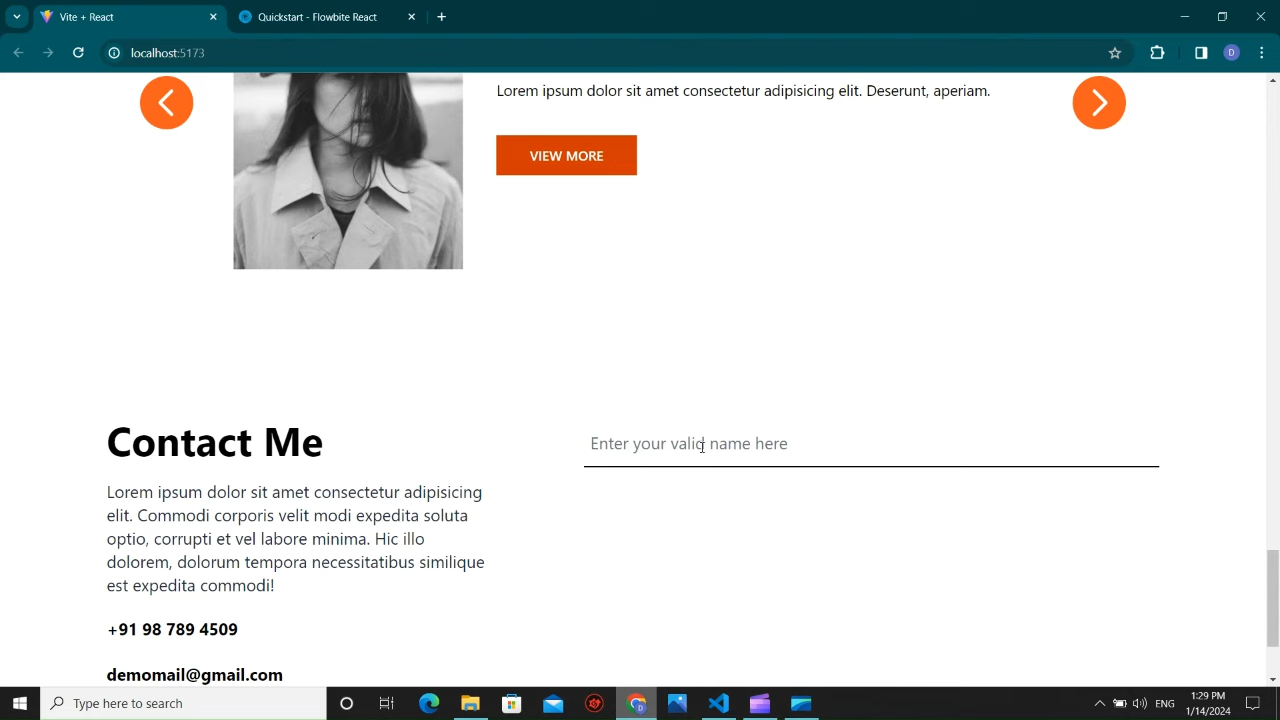 Vite + React
Quickstart - Flowbite React
localhost:5173
D
Lorem ipsum dolor sit amet consectetur adipisicing elit. Deserunt, aperiam.
VIEW MORE
Contact Me
Enter your valid name here
Lorem ipsum dolor sit amet consectetur adipisicing
elit. Commodi corporis velit modi expedita soluta
optio, corrupti et vel labore minima. Hic illo
dolorem, dolorum tempora necessitatibus similique
est expedita commodi!
+91 98 789 4509
demomail@gmail.com
Type here to search
ENG
1:29 PM
1/14/2024